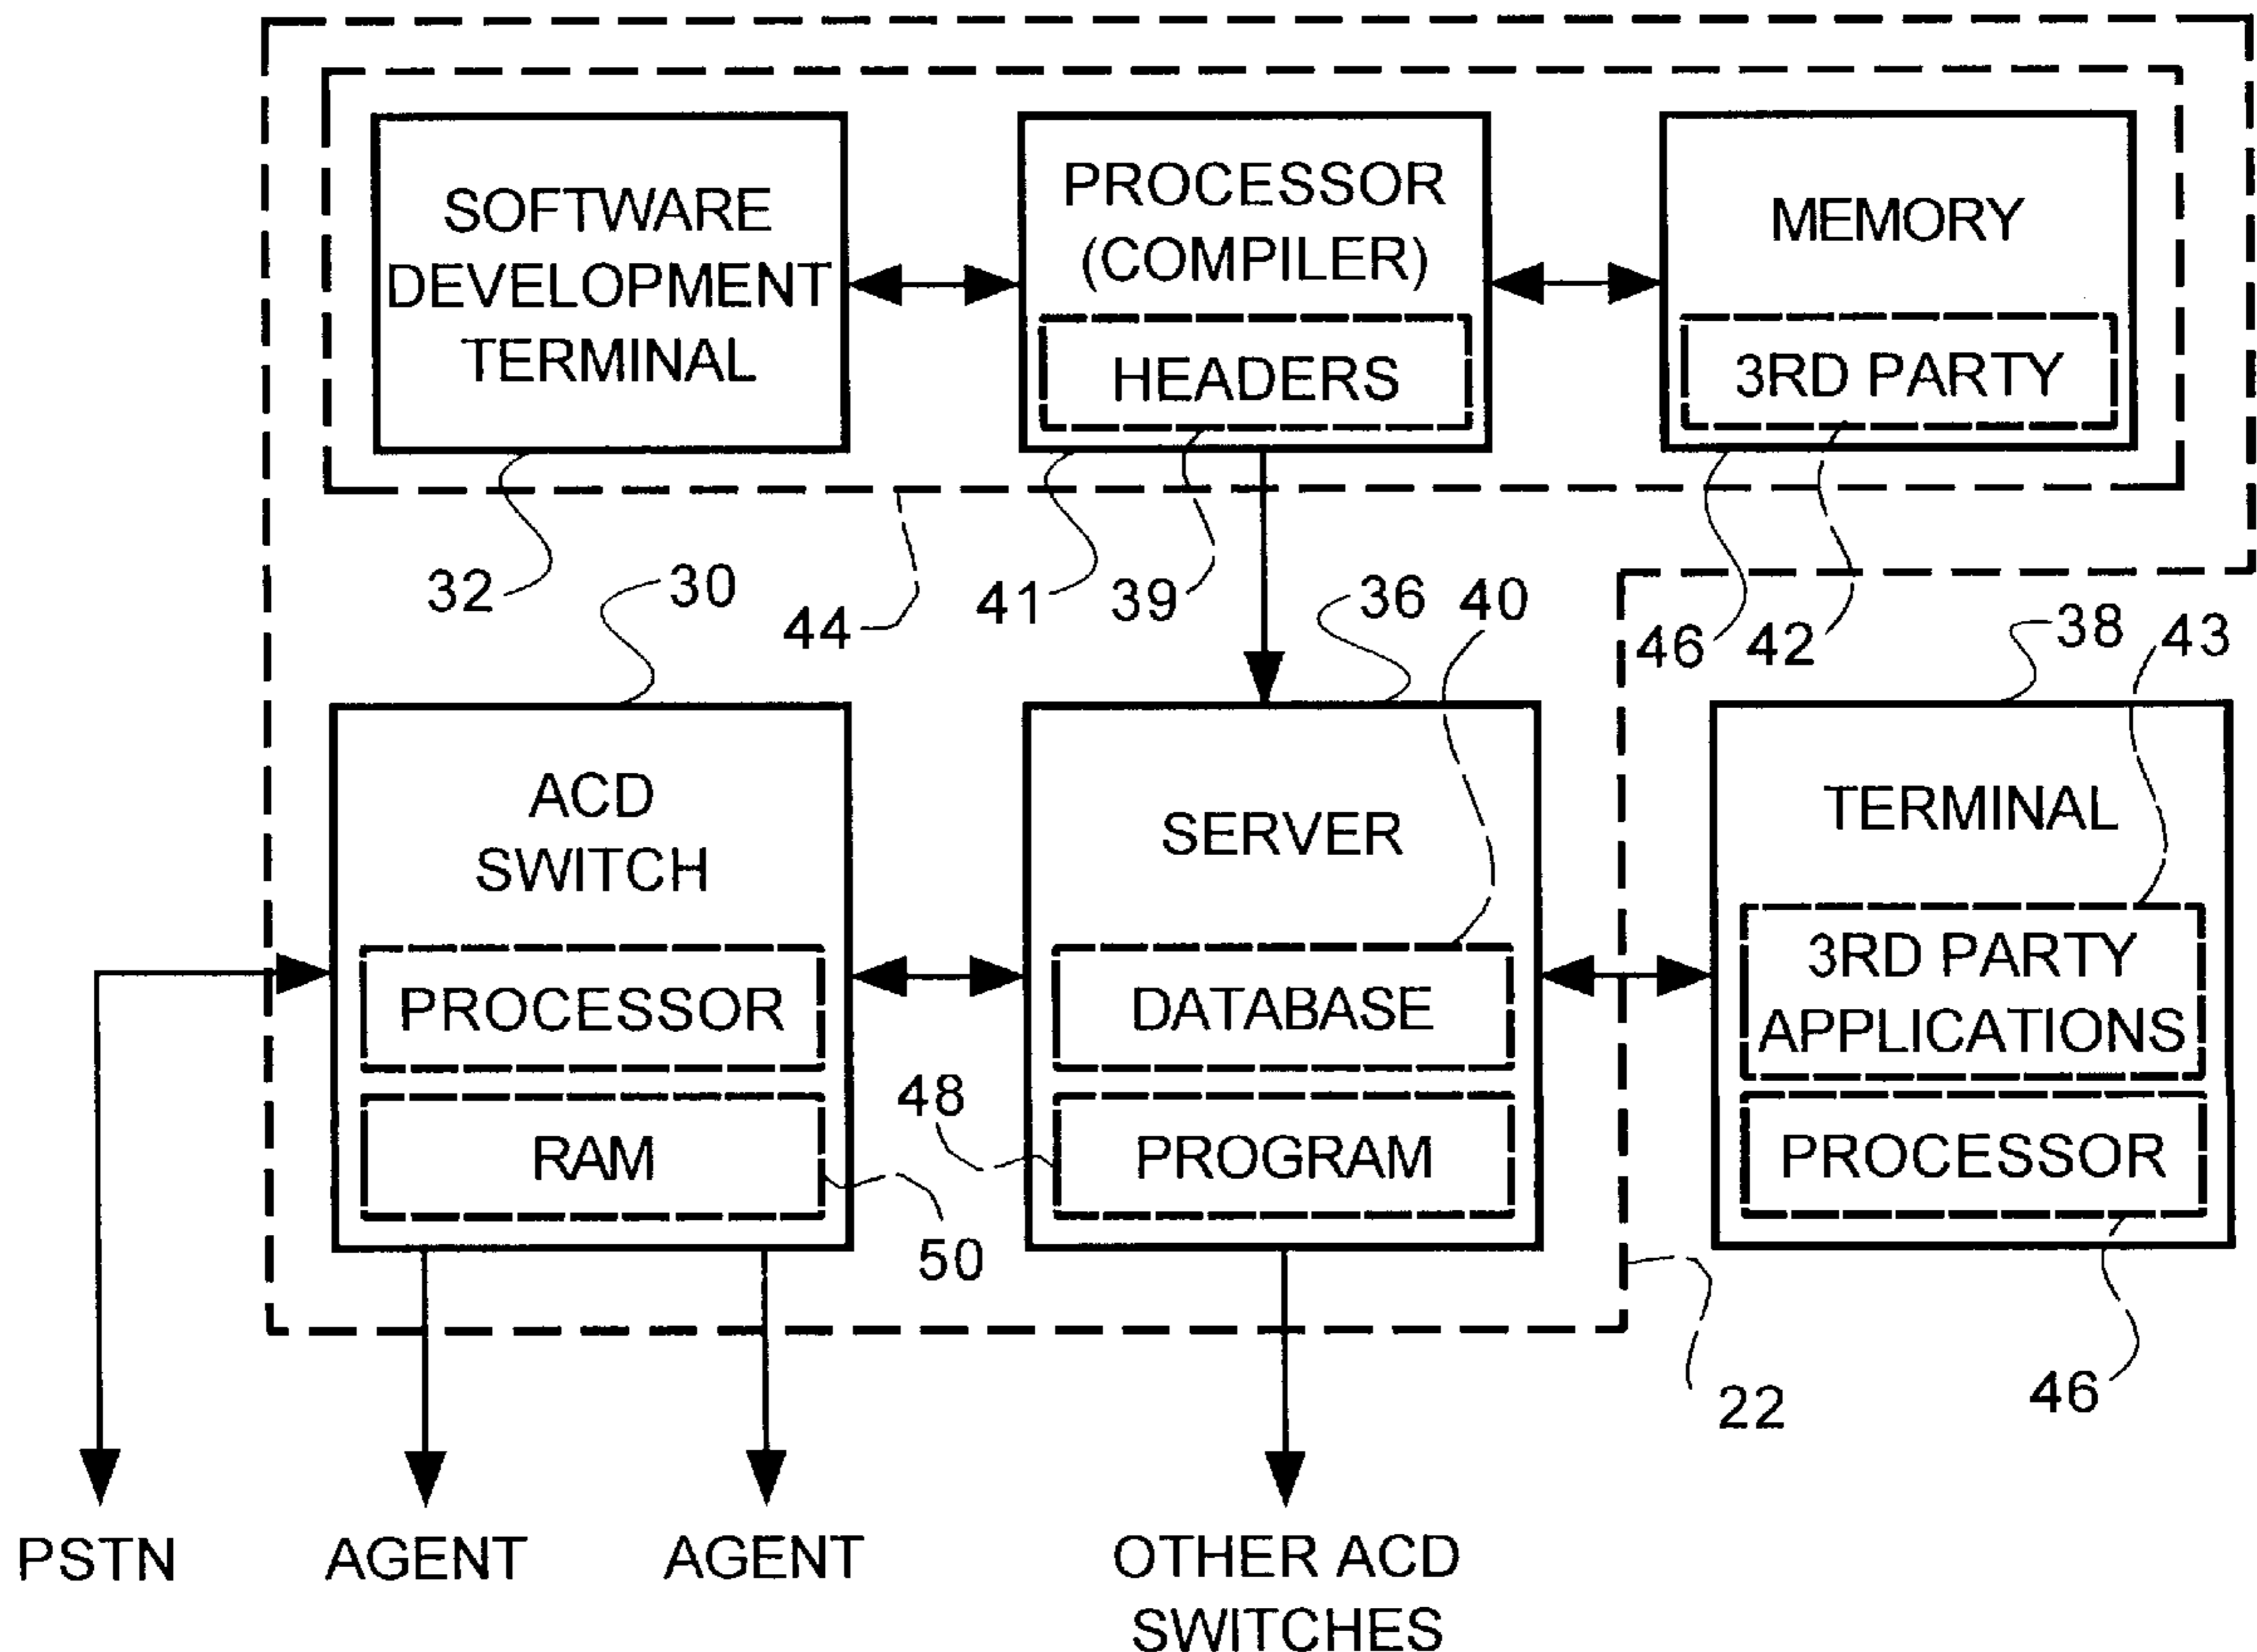 SOFTWARE
DEVELOPMENT
TERMINAL
PROCESSOR
(COMPILER)
HEADERS
MEMORY
3RD PARTY
32
30
44
41
39
36
40
46
42
38
43
ACD
SWITCH
PROCESSOR
RAM
50
SERVER
DATABASE
48
PROGRAM
TERMINAL
3RD PARTY
APPLICATIONS
PROCESSOR
22
46
PSTN
AGENT
AGENT
OTHER ACD
SWITCHES